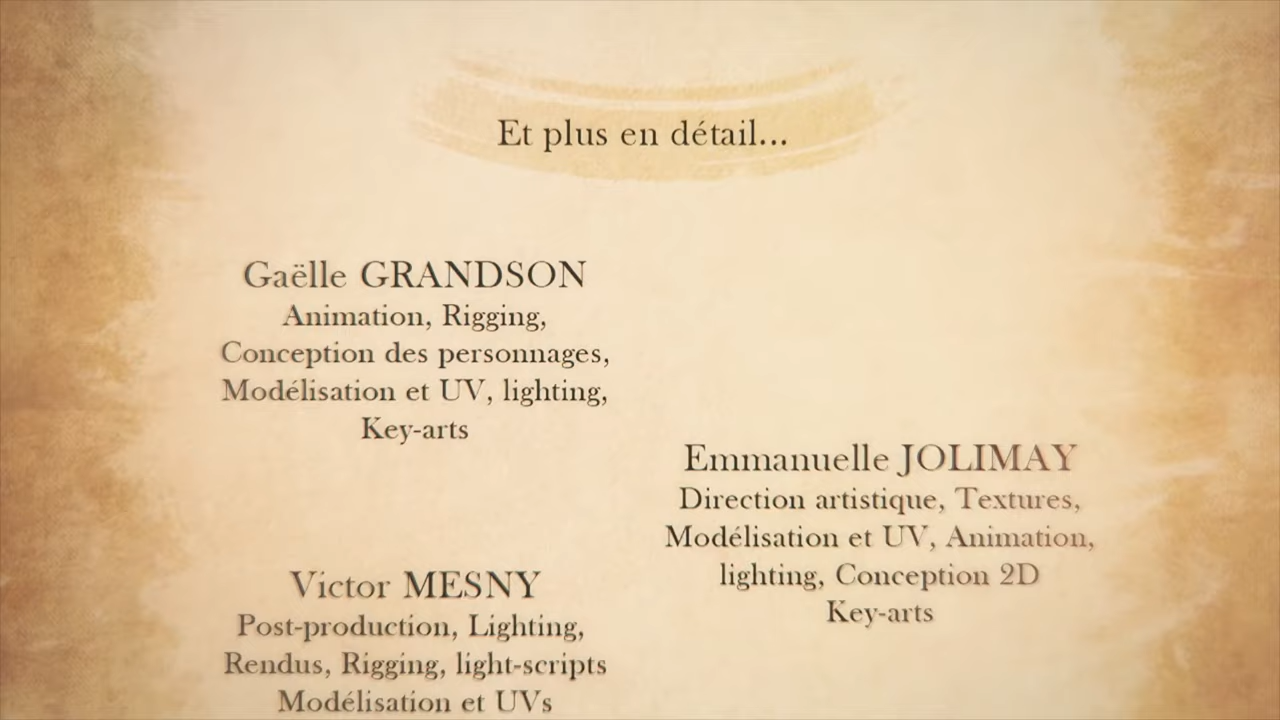 Et plus en détail...
Gaëlle GRANDSON
Animation, Rigging,
Conception des personnages,
Modélisation et UV, lighting,
Key-arts
Emmanuelle JOLIMAY
Direction artistique, Textures,
Modélisation et UV, Animation,
lighting, Conception 2D
Key-arts
Victor MESNY
Post-production, Lighting,
Rendus, Rigging, light-scripts
Modélisation et UVs